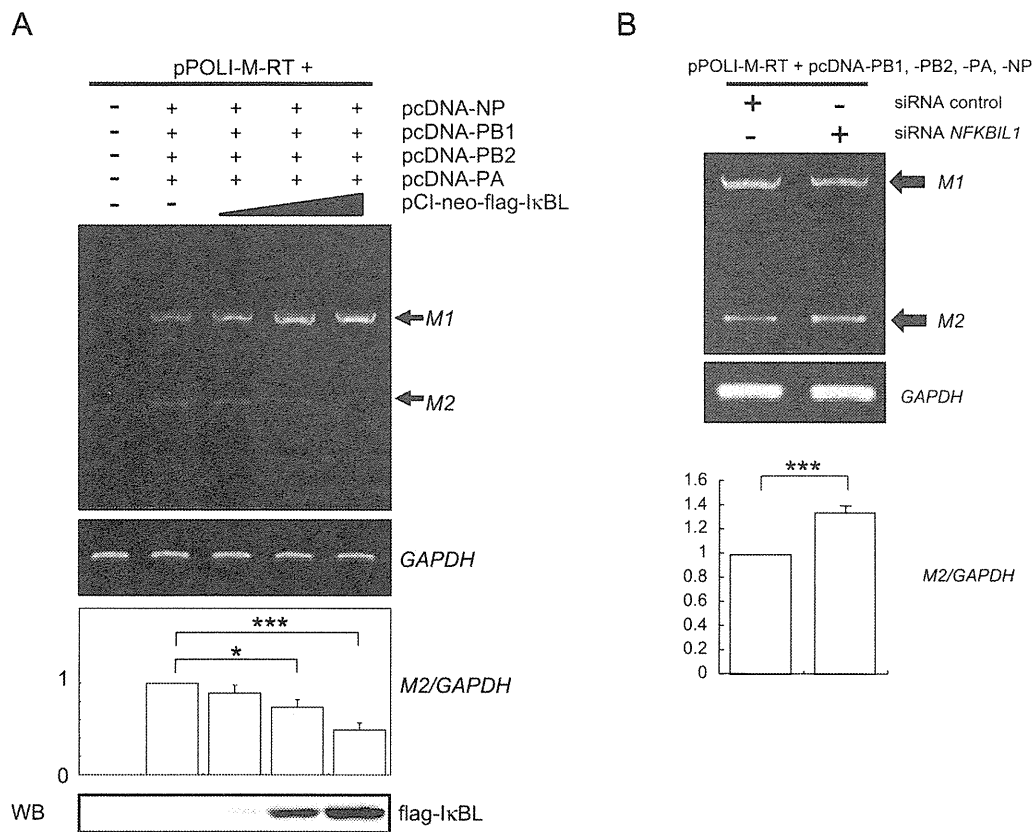 A
pPOLI-M-RT +
- + + + + pcDNA-NP
- + + + + pcDNA-PB1
- + + + + pcDNA-PB2
- + + + + pcDNA-PA
- - pCI-neo-flag-IκBL
M1
M2
GAPDH
***
*
1
M2/GAPDH
0
WB flag-IκBL
B
pPOLI-M-RT + pcDNA-PB1, -PB2, -PA, -NP
+ - siRNA control
- + siRNA NFKBIL1
M1
M2
GAPDH
***
1.6
1.4
1.2
1
0.8
0.6
0.4
0.2
0
M2/GAPDH